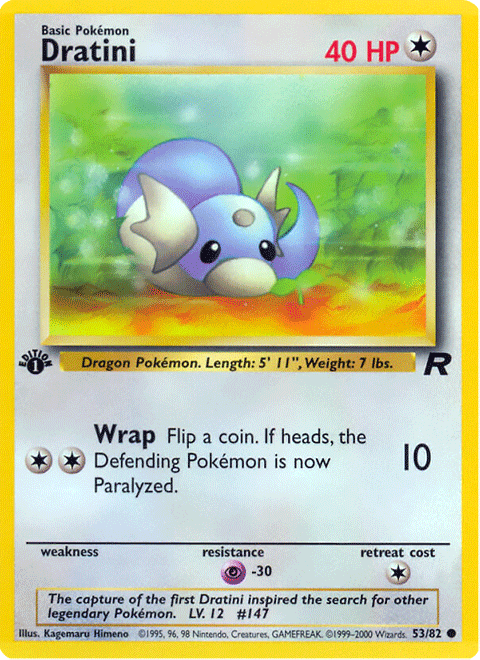 Basic Pokémon
Dratini
40 HP
EDITION
1
Dragon Pokémon. Length: 5' 11", Weight: 7 lbs.
R
Wrap Flip a coin. If heads, the
Defending Pokémon is now
Paralyzed.
10
weakness
resistance
retreat cost
-30
The capture of the first Dratini inspired the search for other
legendary Pokémon. LV. 12 #147
Illus. Kagemaru Himeno ©1995, 96, 98 Nintendo, Creatures, GAMEFREAK. ©1999-2000 Wizards. 53/82